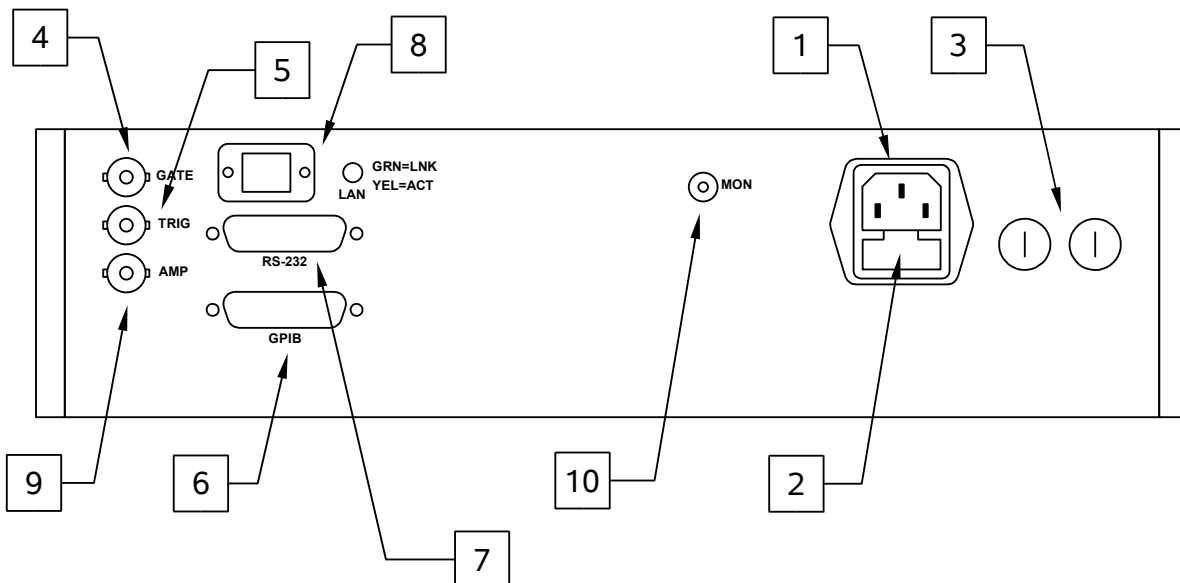 4
8
1
3
5
GATE
GRN=LNK
YEL=ACT
LAN
MON
TRIG
RS-232
AMP
GPIB
9
6
10
2
7